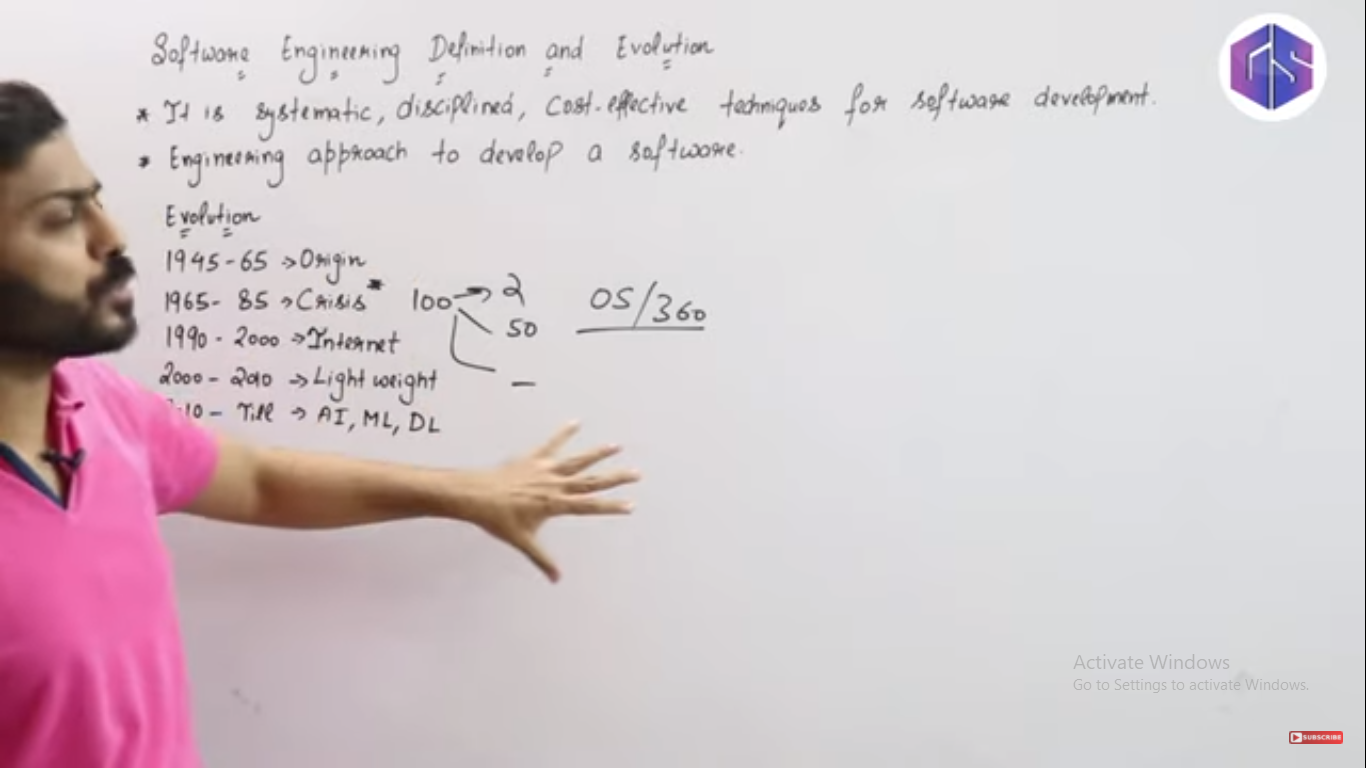 Software Engineering Definition and Evolution
* It is systematic, disciplined, cost-effective techniques for software development.
* Engineering approach to develop a software.
Evolution
1945-65 → Origin
1965-85 → Crisis * 100 → 2
50
—
OS/360
1990-2000 → Internet
2000-2010 → Light weight
10 - Till → AI, ML, DL
GS
Activate Windows
Go to Settings to activate Windows.
SUBSCRIBE